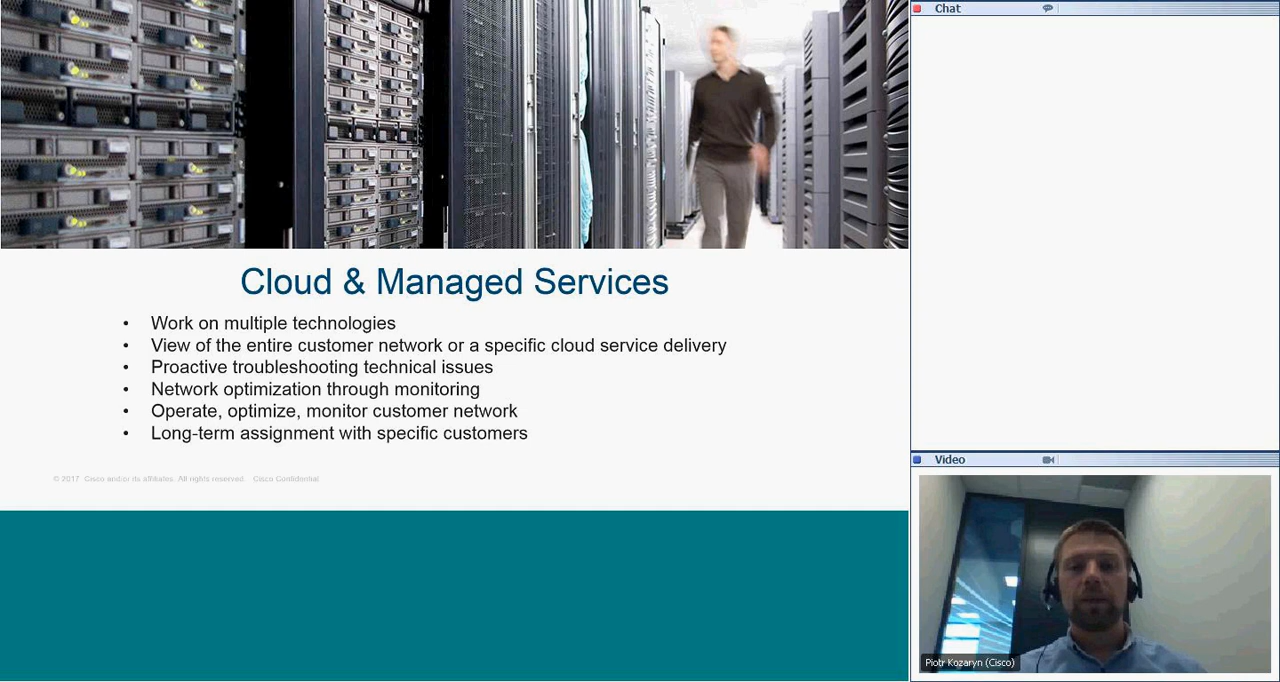 Cloud & Managed Services
• Work on multiple technologies
• View of the entire customer network or a specific cloud service delivery
• Proactive troubleshooting technical issues
• Network optimization through monitoring
• Operate, optimize, monitor customer network
• Long-term assignment with specific customers
© 2017 Cisco and/or its affiliates. All rights reserved. Cisco Confidential
Chat
Video
Piotr Kozaryn (Cisco)